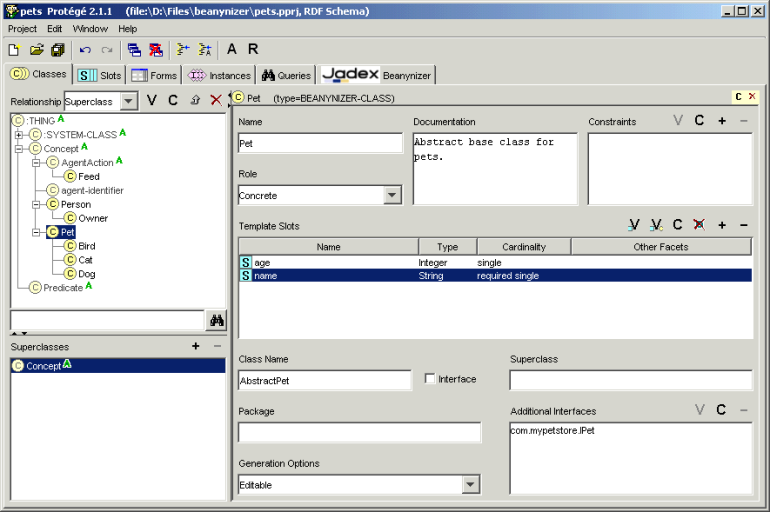 pets Protégé 2.1.1 (file:\D:\Files\beanynizer\pets.pprj, RDF Schema)
Project Edit Window Help
A R
C Classes S Slots Forms Instances Queries Jadex Beanynizer
Relationship Superclass V C
C Pet (type=BEANYNIZER-CLASS) C
C :THING A
C :SYSTEM-CLASS A
C Concept A
C AgentAction A
C Feed
C agent-identifier
C Person
C Owner
C Pet
C Bird
C Cat
C Dog
C Predicate A
Superclasses + -
C Concept A
Name
Pet
Documentation
Abstract base class for
pets.
Constraints V C + -
Role
Concrete
Template Slots V V C X + -
Name Type Cardinality Other Facets
S age Integer single
S name String required single
Class Name
AbstractPet
Interface
Superclass
Package
Additional Interfaces V C -
com.mypetstore.IPet
Generation Options
Editable